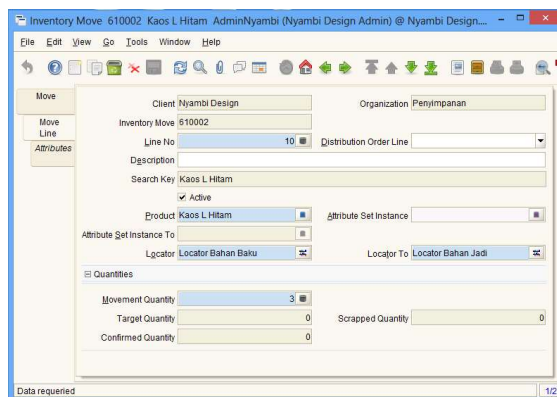 Inventory Move 610002 Kaos L Hitam AdminNyambi (Nyambi Design Admin) @ Nyambi Design....
File Edit View Go Tools Window Help
Move
Move Line
Attributes
Client Nyambi Design Organization Penyimpanan
Inventory Move 610002
Line No 10 Distribution Order Line
Description
Search Key Kaos L Hitam
Active
Product Kaos L Hitam Attribute Set Instance
Attribute Set Instance To
Locator Locator Bahan Baku Locator To Locator Bahan Jadi
Quantities
Movement Quantity 3
Target Quantity 0 Scrapped Quantity 0
Confirmed Quantity 0
Data requeried 1/2